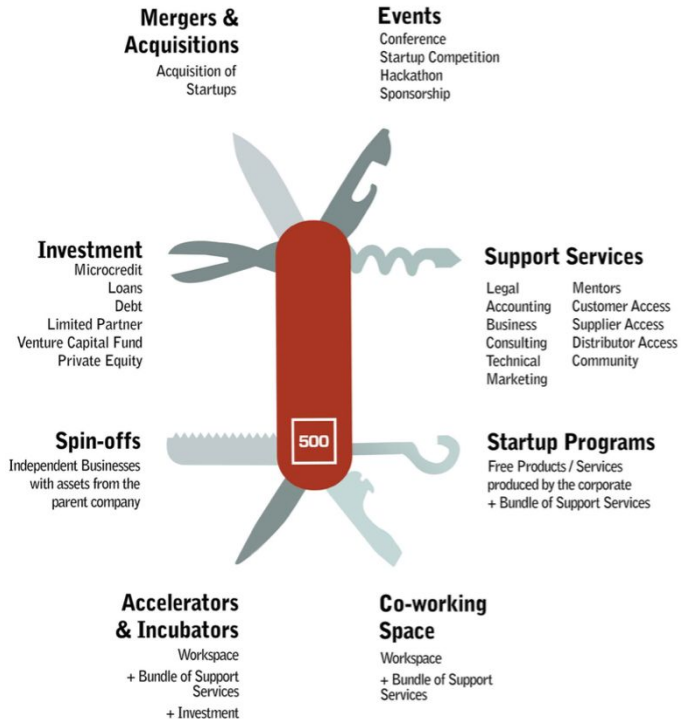 Mergers &
Acquisitions
Acquisition of
Startups
Events
Conference
Startup Competition
Hackathon
Sponsorship
Investment
Microcredit
Loans
Debt
Limited Partner
Venture Capital Fund
Private Equity
Support Services
Legal
Accounting
Business
Consulting
Technical
Marketing
Mentors
Customer Access
Supplier Access
Distributor Access
Community
Spin-offs
Independent Businesses
with assets from the
parent company
500
Startup Programs
Free Products / Services
produced by the corporate
+ Bundle of Support Services
Accelerators
& Incubators
Workspace
+ Bundle of Support
Services
+ Investment
Co-working
Space
Workspace
+ Bundle of Support
Services